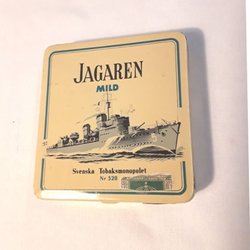 JAGAREN
MILD
Svenska Tobaksmonopolet
Nr 528